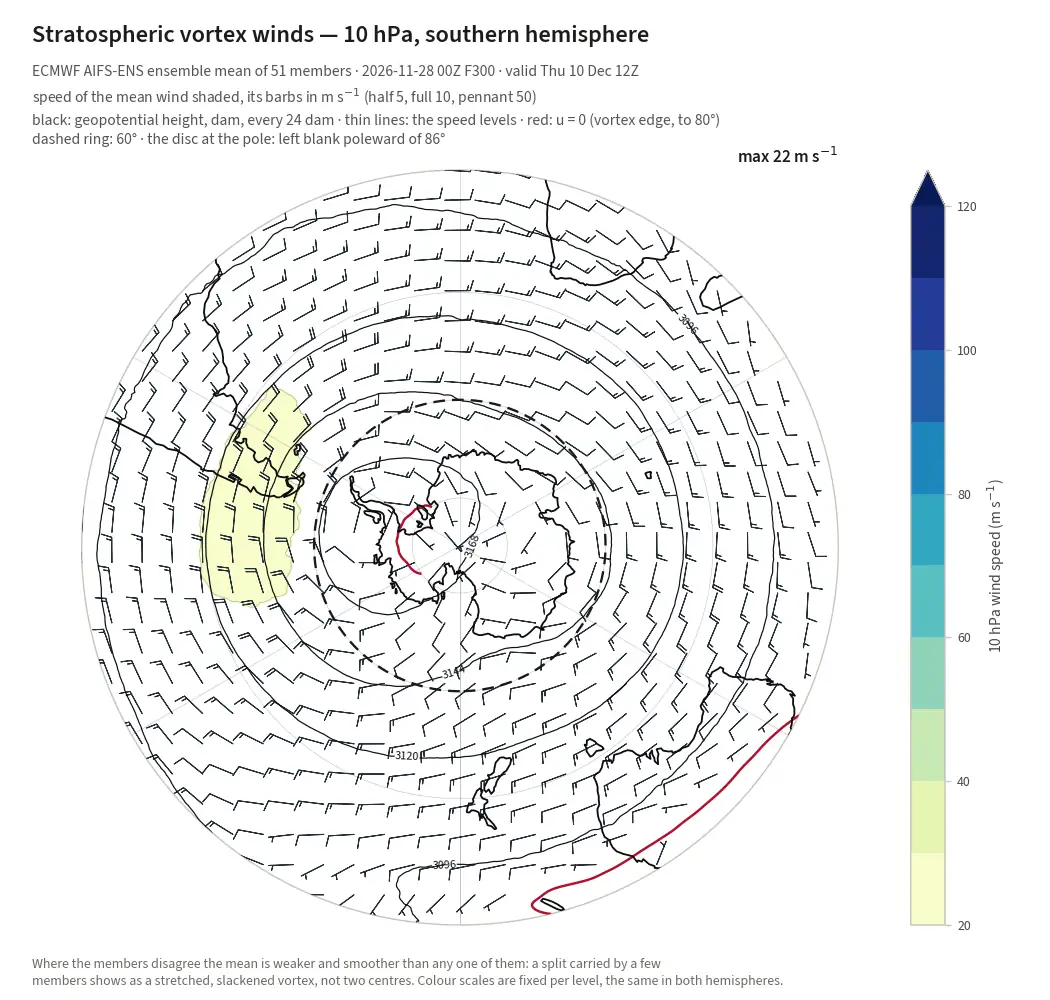 Stratospheric vortex winds — 10 hPa, southern hemisphere
ECMWF AIFS-ENS ensemble mean of 51 members · 2026-11-28 00Z F300 · valid Thu 10 Dec 12Z
speed of the mean wind shaded, its barbs in m s⁻¹ (half 5, full 10, pennant 50)
black: geopotential height, dam, every 24 dam · thin lines: the speed levels · red: u = 0 (vortex edge, to 80°)
dashed ring: 60° · the disc at the pole: left blank poleward of 86°
max 22 m s⁻¹
120
100
80
60
40
20
10 hPa wind speed (m s⁻¹)
3096
3168
3144
3120
3096
Where the members disagree the mean is weaker and smoother than any one of them: a split carried by a few
members shows as a stretched, slackened vortex, not two centres. Colour scales are fixed per level, the same in both hemispheres.